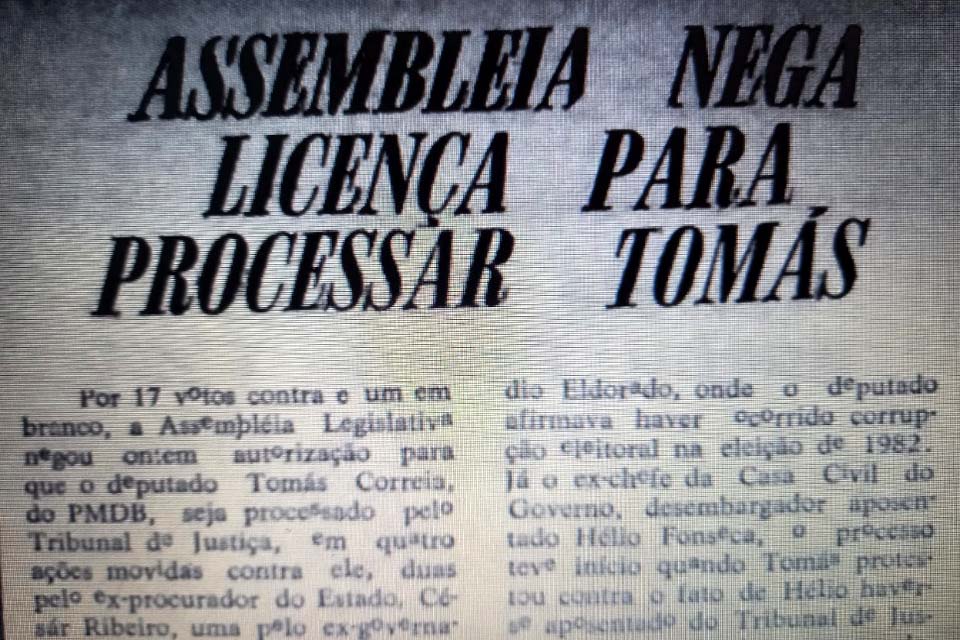 ASSEMBLEIA NEGA
LICENÇA PARA
PROCESSAR TOMÁS
Por 17 votos contra e um em
branco, a Assembléia Legislativa
negou ontem autorização para
que o deputado Tomás Correia,
do PMDB, seja processado pelo
Tribunal de Justiça, em quatro
ações movidas contra ele, duas
pelo ex-procurador do Estado, Cé-
sár Ribeiro, uma pelo ex-governa-
dio Eldorado, onde o deputado
afirmava haver ocorrido corrup-
ção eleitoral na eleição de 1982.
Já o ex-chefe da Casa Civil do
Governo, desembargador aposen-
tado Hélio Fonseca, o processo
teve início quando Tomás protes-
tou contra o fato de Hélio haver-
se aposentado do Tribunal de Jus-